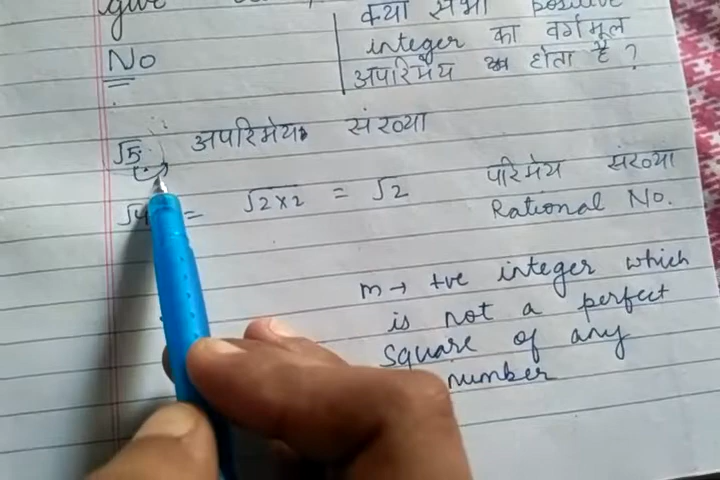 give
No
क्या सभी positive
integer का वर्गमूल
अपरिमेय होता है ?
√5 अपरिमेय संख्या
√4 = √2×2 = √2 परिमेय संख्या
Rational No.
m → +ve integer which
is not a perfect
square of any
number